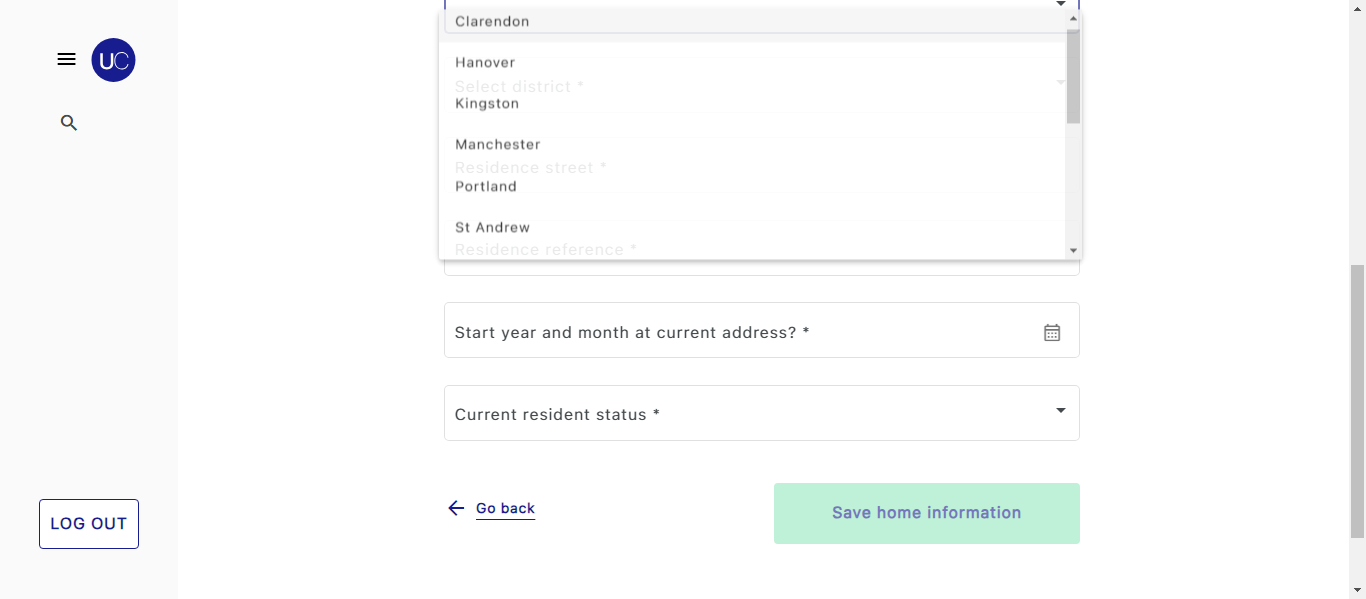 UC
Clarendon
Hanover
Select district *
Kingston
Manchester
Residence street *
Portland
St Andrew
Residence reference *
Start year and month at current address? *
Current resident status *
Go back
Save home information
LOG OUT